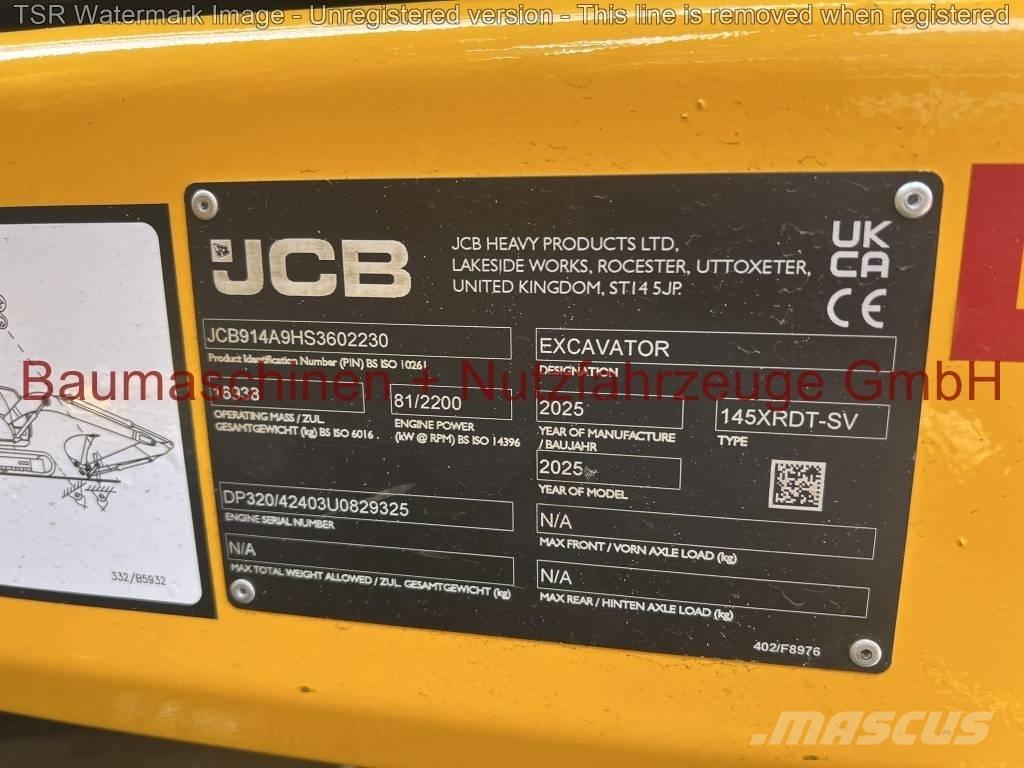 TSR Watermark Image - Unregistered version - This line is removed when registered
JCB
JCB HEAVY PRODUCTS LTD,
LAKESIDE WORKS, ROCESTER, UTTOXETER,
UNITED KINGDOM, ST14 5JP.
UK
CA
CE
JCB914A9HS3602230
Product Identification Number (PIN) BS ISO 10261
EXCAVATOR
DESIGNATION
Baumaschinen + Nutzfahrzeuge GmbH
OPERATING MASS / ZUL.
GESAMTGEWICHT (kg) BS ISO 6016
81/2200
ENGINE POWER
(kW @ RPM) BS ISO 14396
2025
YEAR OF MANUFACTURE
/ BAUJAHR
145XRDT-SV
TYPE
2025
YEAR OF MODEL
DP320/42403U0829325
ENGINE SERIAL NUMBER
N/A
MAX FRONT / VORN AXLE LOAD (kg)
N/A
MAX TOTAL WEIGHT ALLOWED / ZUL. GESAMTGEWICHT (kg)
N/A
MAX REAR / HINTEN AXLE LOAD (kg)
332/B5932
402/F8976
MASCUS